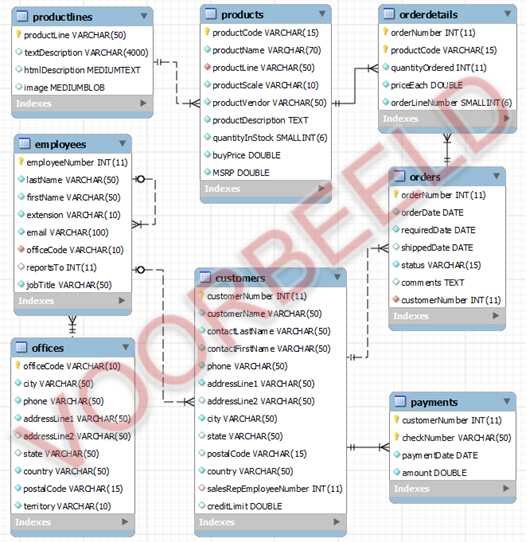 productlines
productLine VARCHAR(50)
textDescription VARCHAR(4000)
htmlDescription MEDIUMTEXT
image MEDIUMBLOB
Indexes
products
productCode VARCHAR(15)
productName VARCHAR(70)
productLine VARCHAR(50)
productScale VARCHAR(10)
productVendor VARCHAR(50)
productDescription TEXT
quantityInStock SMALLINT(6)
buyPrice DOUBLE
MSRP DOUBLE
Indexes
orderdetails
orderNumber INT(11)
productCode VARCHAR(15)
quantityOrdered INT(11)
priceEach DOUBLE
orderLineNumber SMALLINT(6)
Indexes
employees
employeeNumber INT(11)
lastName VARCHAR(50)
firstName VARCHAR(50)
extension VARCHAR(10)
email VARCHAR(100)
officeCode VARCHAR(10)
reportsTo INT(11)
jobTitle VARCHAR(50)
Indexes
orders
orderNumber INT(11)
orderDate DATE
requiredDate DATE
shippedDate DATE
status VARCHAR(15)
comments TEXT
customerNumber INT(11)
Indexes
customers
customerNumber INT(11)
customerName VARCHAR(50)
contactLastName VARCHAR(50)
contactFirstName VARCHAR(50)
phone VARCHAR(50)
addressLine1 VARCHAR(50)
addressLine2 VARCHAR(50)
city VARCHAR(50)
state VARCHAR(50)
postalCode VARCHAR(15)
country VARCHAR(50)
salesRepEmployeeNumber INT(11)
creditLimit DOUBLE
Indexes
offices
officeCode VARCHAR(10)
city VARCHAR(50)
phone VARCHAR(50)
addressLine1 VARCHAR(50)
addressLine2 VARCHAR(50)
state VARCHAR(50)
country VARCHAR(50)
postalCode VARCHAR(15)
territory VARCHAR(10)
Indexes
payments
customerNumber INT(11)
checkNumber VARCHAR(50)
paymentDate DATE
amount DOUBLE
Indexes
VOORBEELD